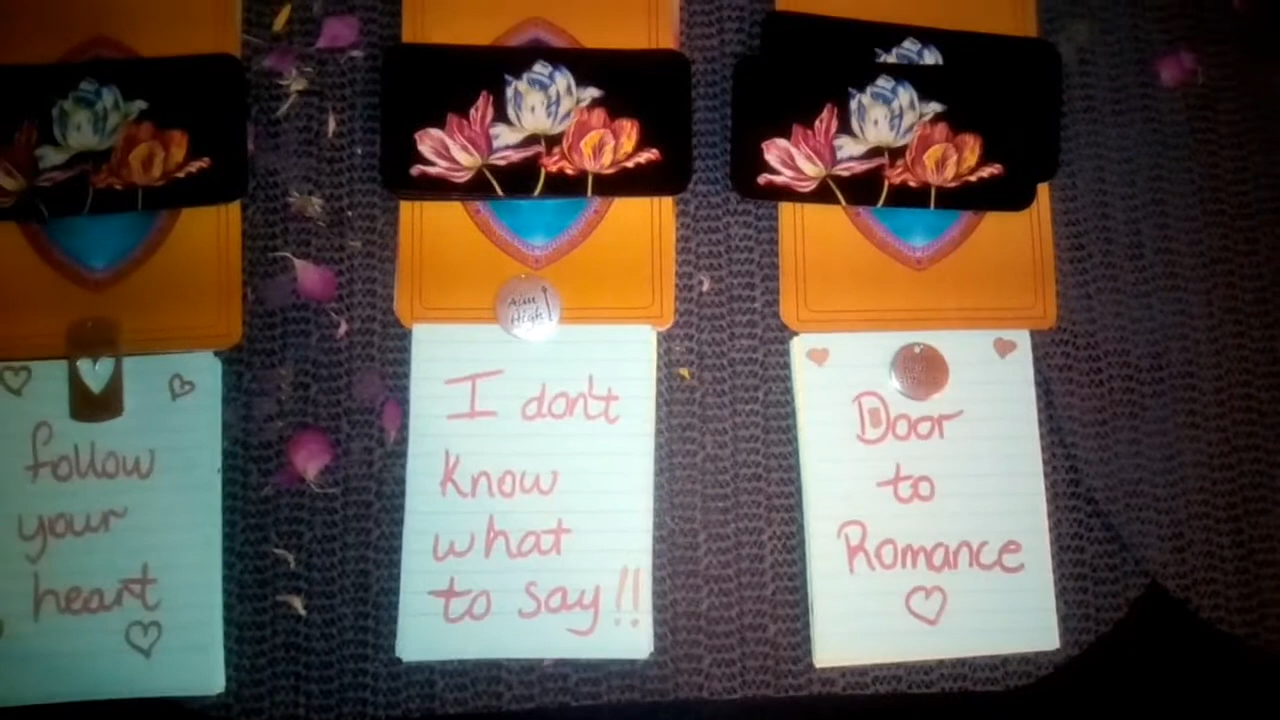 follow
your
heart
Aim
High
I don't
know
what
to say!!
Door
to
Romance